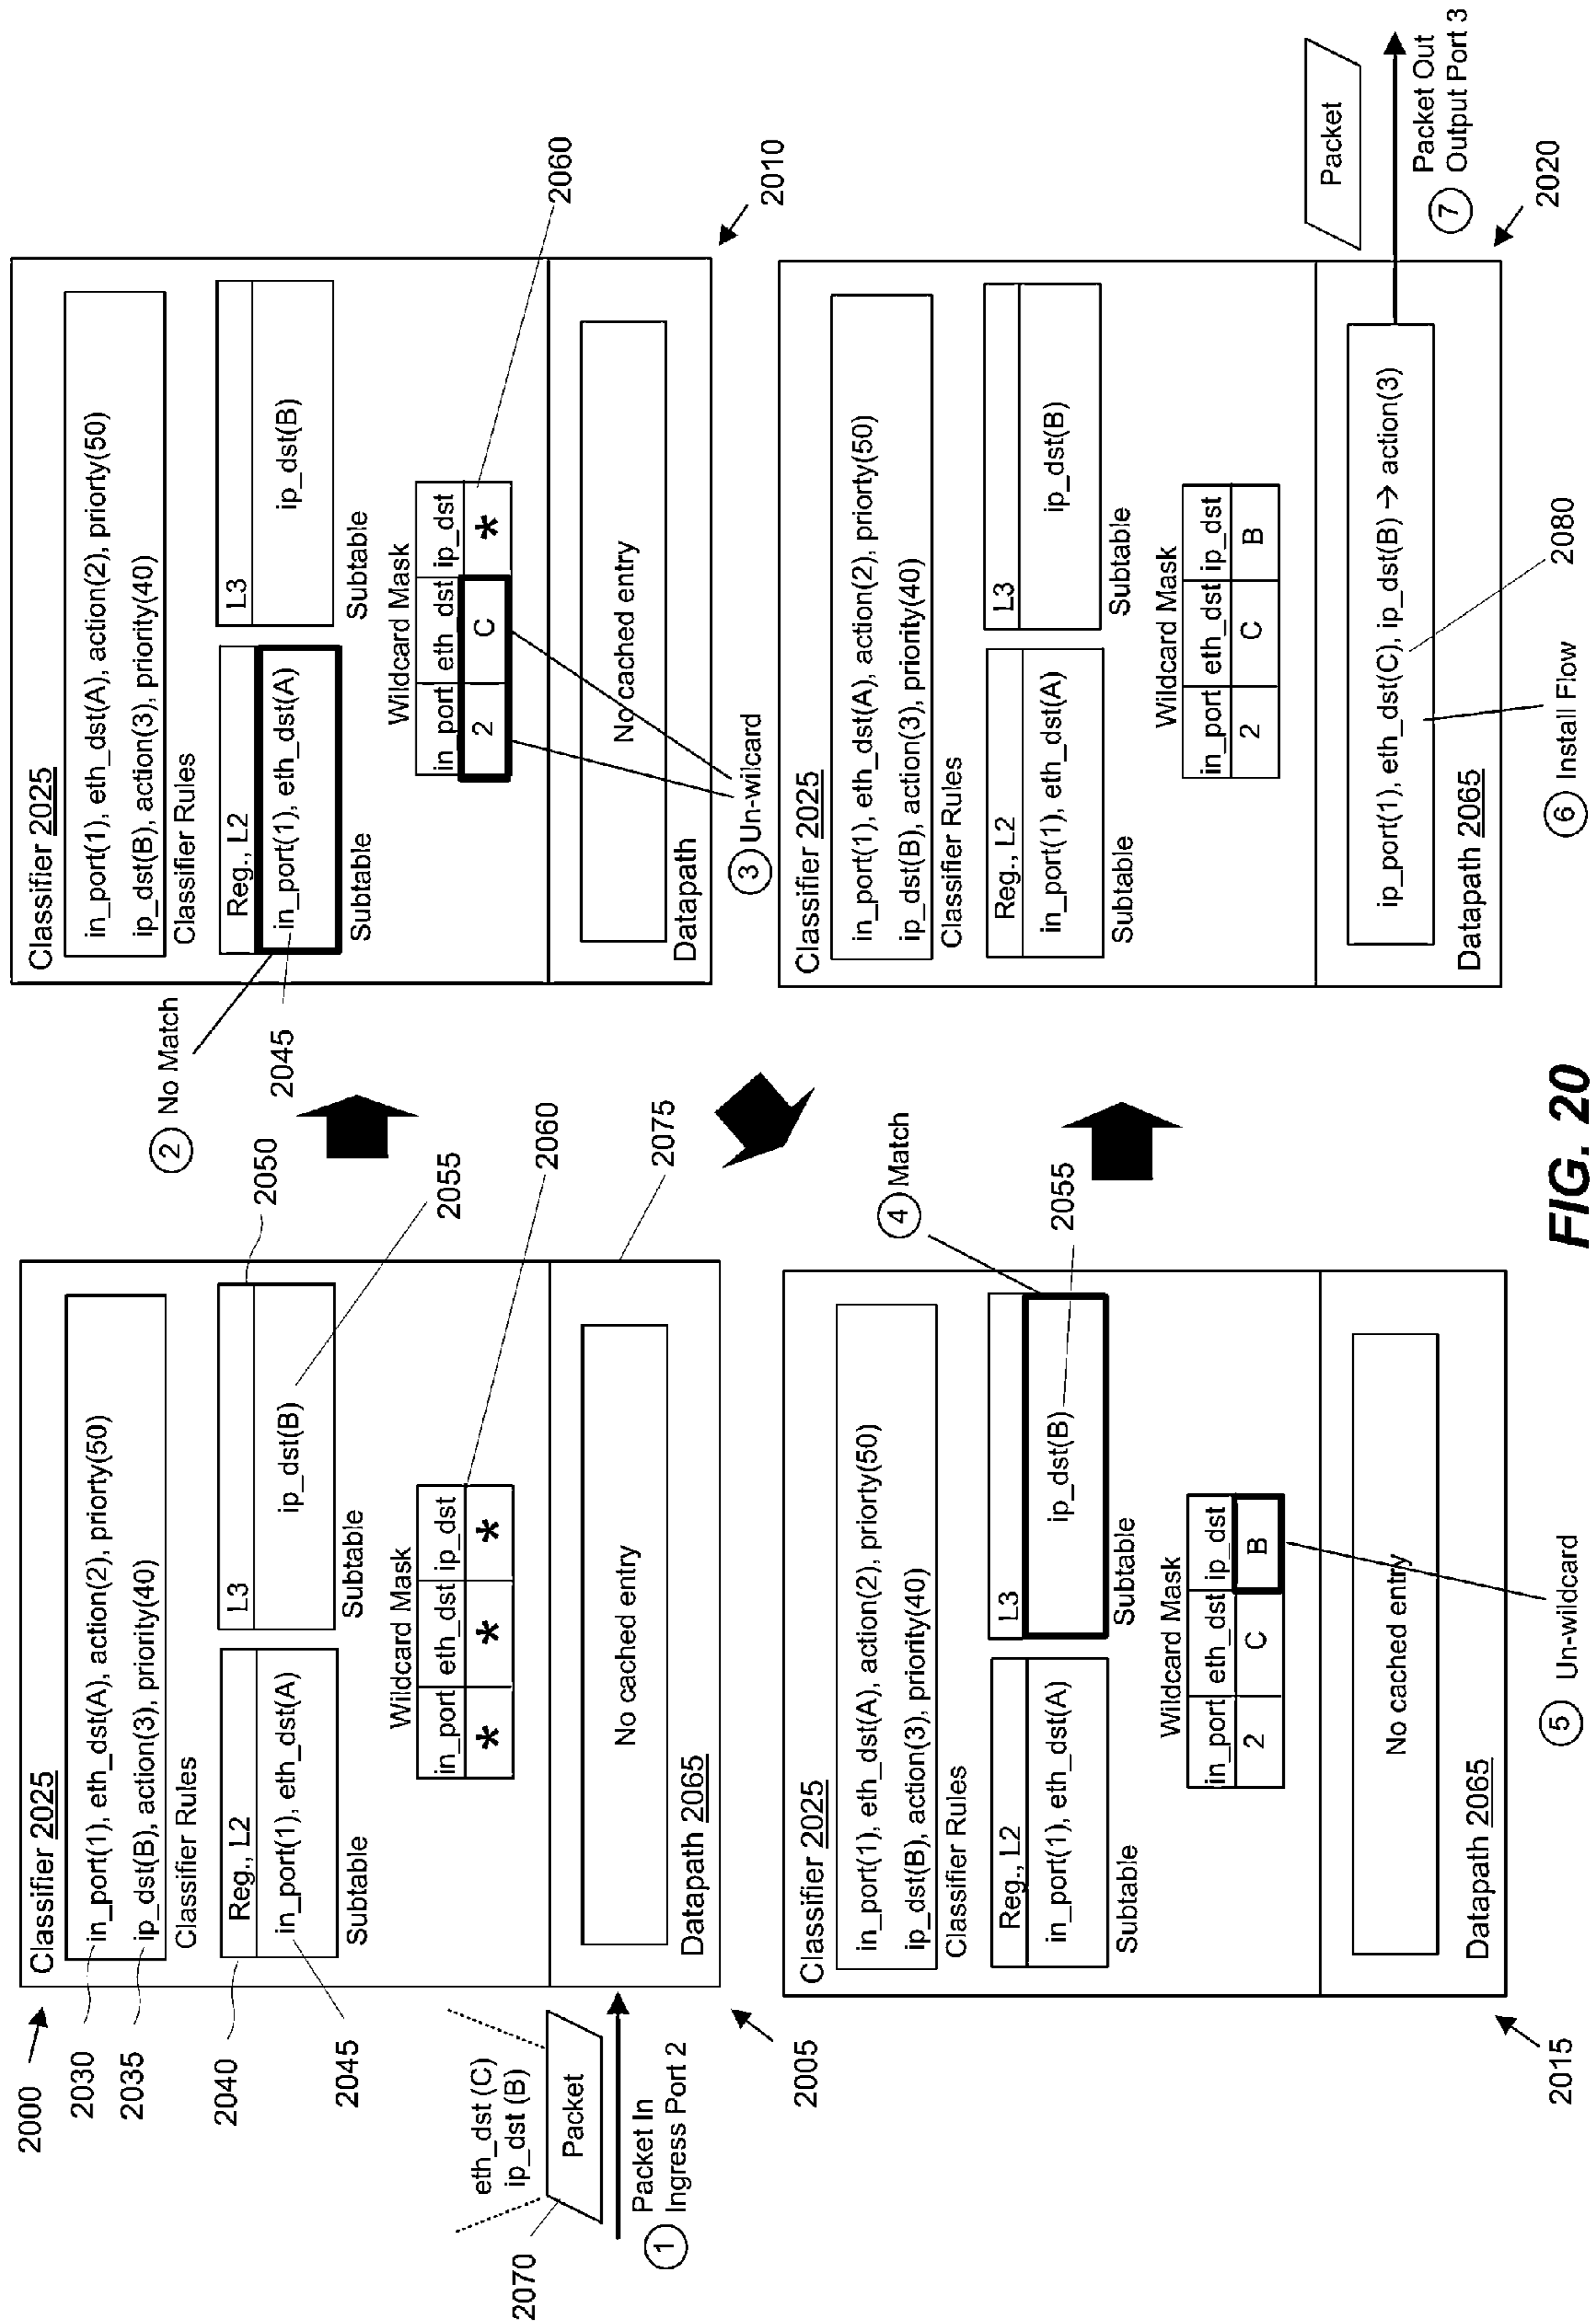 2000
2030
2035
2040
2045
Classifier 2025
in_port(1), eth_dst(A), action(2), priorty(50)
ip_dst(B), action(3), priority(40)
Classifier Rules
Reg., L2
in_port(1), eth_dst(A)
Subtable
L3
ip_dst(B)
Subtable
2050
2055
Wildcard Mask
in_port eth_dst ip_dst
* * *
2060
No cached entry
Datapath 2065
2075
eth_dst (C)
ip_dst (B)
Packet
2070
1 Packet In
Ingress Port 2
2005
2 No Match
2045
Classifier 2025
in_port(1), eth_dst(A), action(2), priorty(50)
ip_dst(B), action(3), priority(40)
Classifier Rules
Reg., L2
in_port(1), eth_dst(A)
Subtable
L3
ip_dst(B)
Subtable
Wildcard Mask
in_port eth_dst ip_dst
2 C *
2060
No cached entry
Datapath
3 Un-wilcard
2010
Classifier 2025
in_port(1), eth_dst(A), action(2), priorty(50)
ip_dst(B), action(3), priority(40)
Classifier Rules
Reg., L2
in_port(1), eth_dst(A)
Subtable
L3
ip_dst(B)
Subtable
4 Match
2055
Wildcard Mask
in_port eth_dst ip_dst
2 C B
No cached entry
Datapath 2065
5 Un-wildcard
2015
Classifier 2025
in_port(1), eth_dst(A), action(2), priority(50)
ip_dst(B), action(3), priority(40)
Classifier Rules
Reg., L2
in_port(1), eth_dst(A)
Subtable
L3
ip_dst(B)
Subtable
Wildcard Mask
in_port eth_dst ip_dst
2 C B
ip_port(1), eth_dst(C), ip_dst(B) → action(3)
Datapath 2065
2080
6 Install Flow
Packet
7 Packet Out
Output Port 3
2020
FIG. 20